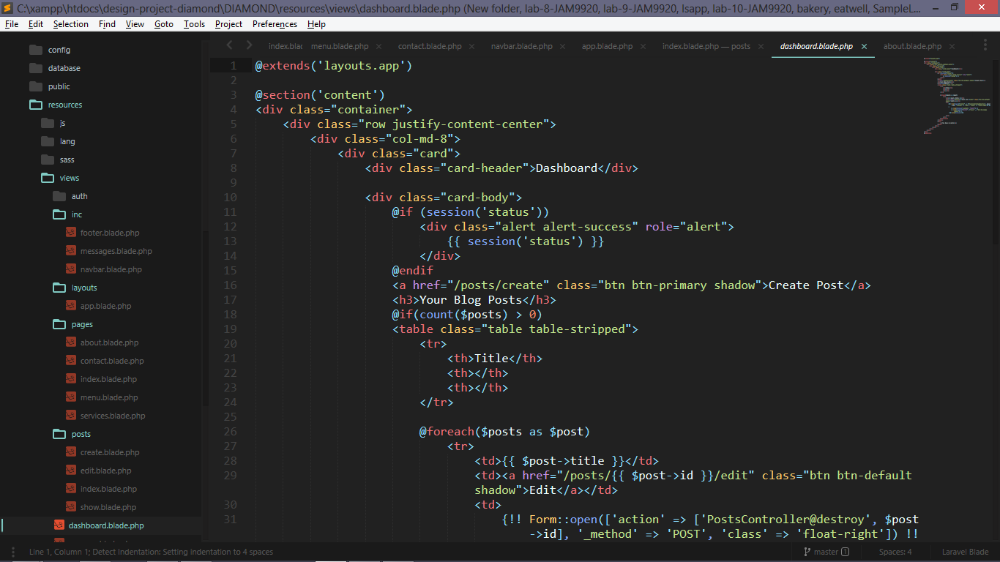 C:\xampp\htdocs\design-project-diamond\DIAMOND\resources\views\dashboard.blade.php (New folder, lab-8-JAM9920, lab-9-JAM9920, lsapp, lab-10-JAM9920, bakery, eatwell, SampleL...
File Edit Selection Find View Goto Tools Project Preferences Help
config
database
public
resources
js
lang
sass
views
auth
inc
footer.blade.php
messages.blade.php
navbar.blade.php
layouts
app.blade.php
pages
about.blade.php
contact.blade.php
index.blade.php
menu.blade.php
services.blade.php
posts
create.blade.php
edit.blade.php
index.blade.php
show.blade.php
dashboard.blade.php
index.blac menu.blade.php contact.blade.php navbar.blade.php app.blade.php index.blade.php — posts dashboard.blade.php about.blade.php
1 @extends('layouts.app')
2
3 @section('content')
4 <div class="container">
5 <div class="row justify-content-center">
6 <div class="col-md-8">
7 <div class="card">
8 <div class="card-header">Dashboard</div>
9
10 <div class="card-body">
11 @if (session('status'))
12 <div class="alert alert-success" role="alert">
13 {{ session('status') }}
14 </div>
15 @endif
16 <a href="/posts/create" class="btn btn-primary shadow">Create Post</a>
17 <h3>Your Blog Posts</h3>
18 @if(count($posts) > 0)
19 <table class="table table-stripped">
20 <tr>
21 <th>Title</th>
22 <th></th>
23 <th></th>
24 </tr>
25
26 @foreach($posts as $post)
27 <tr>
28 <td>{{ $post->title }}</td>
29 <td><a href="/posts/{{ $post->id }}/edit" class="btn btn-default
shadow">Edit</a></td>
30 <td>
31 {!! Form::open(['action' => ['PostsController@destroy', $post
->id], '_method' => 'POST', 'class' => 'float-right']) !!
Line 1, Column 1; Detect Indentation: Setting indentation to 4 spaces
master 1
Spaces: 4
Laravel Blade